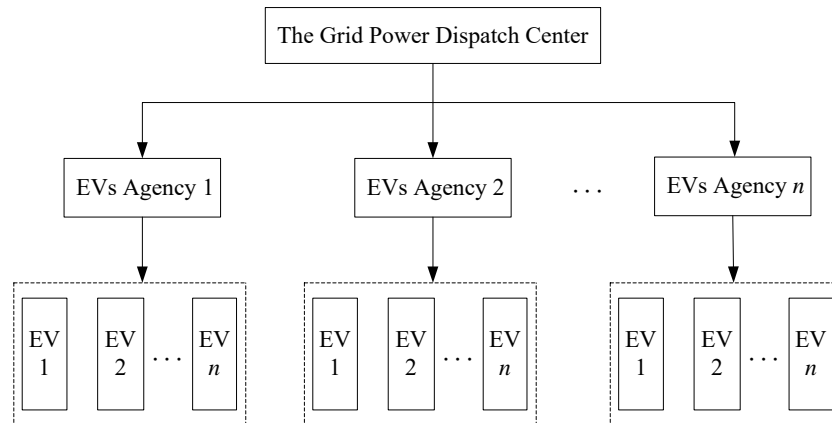 The Grid Power Dispatch Center
EVs Agency 1
EVs Agency 2
. . .
EVs Agency n
EV
1
EV
2
. . .
EV
n
EV
1
EV
2
. . .
EV
n
EV
1
EV
2
. . .
EV
n